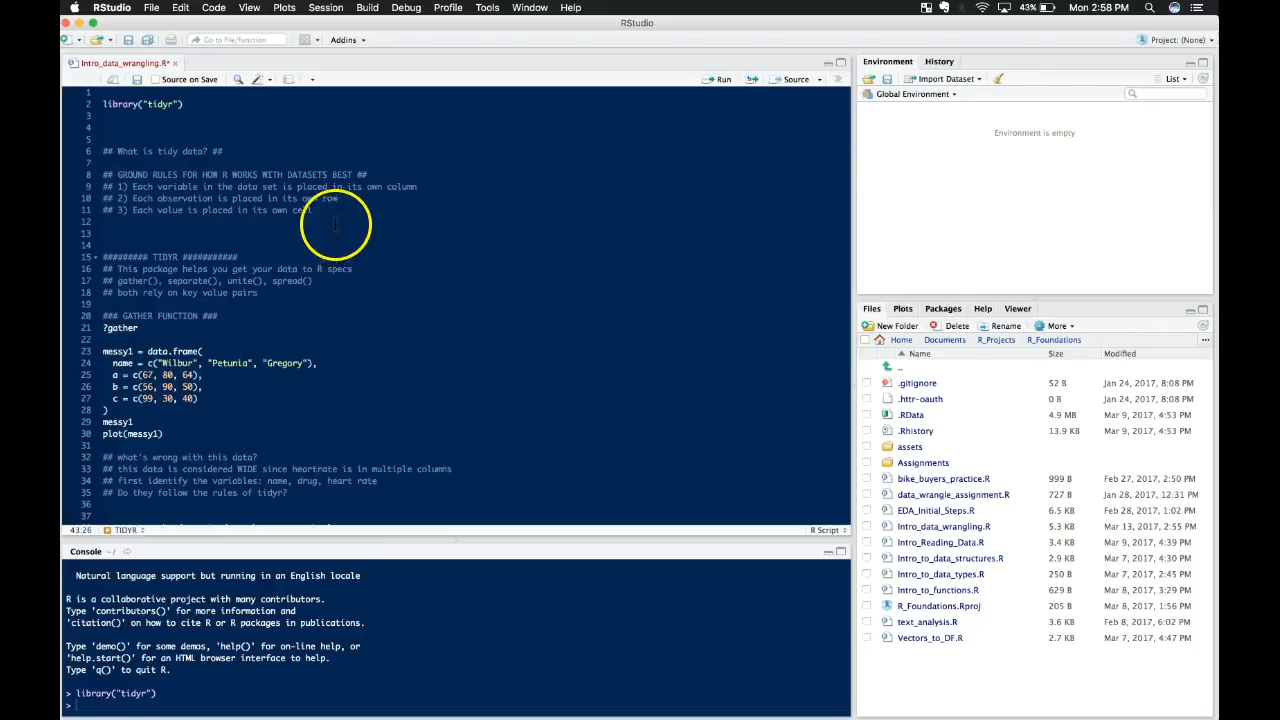 RStudio File Edit Code View Plots Session Build Debug Profile Tools Window Help 43% Mon 2:58 PM
RStudio
Go to file/function Addins Project: (None)
Intro_data_wrangling.R*
Source on Save Run Source
1
2 library("tidyr")
3
4
5
6 ## What is tidy data? ##
7
8 ## GROUND RULES FOR HOW R WORKS WITH DATASETS BEST ##
9 ## 1) Each variable in the data set is placed in its own column
10 ## 2) Each observation is placed in its own row
11 ## 3) Each value is placed in its own cell
12
13
14
15 ######### TIDYR ###########
16 ## This package helps you get your data to R specs
17 ## gather(), separate(), unite(), spread()
18 ## both rely on key value pairs
19
20 ### GATHER FUNCTION ###
21 ?gather
22
23 messy1 = data.frame(
24 name = c("Wilbur", "Petunia", "Gregory"),
25 a = c(67, 80, 64),
26 b = c(56, 90, 50),
27 c = c(99, 30, 40)
28 )
29 messy1
30 plot(messy1)
31
32 ## what's wrong with this data?
33 ## this data is considered WIDE since heartrate is in multiple columns
34 ## first identify the variables: name, drug, heart rate
35 ## Do they follow the rules of tidyr?
36
37
43:26 TIDYR R Script
Console ~/
Natural language support but running in an English locale
R is a collaborative project with many contributors.
Type 'contributors()' for more information and
'citation()' on how to cite R or R packages in publications.
Type 'demo()' for some demos, 'help()' for on-line help, or
'help.start()' for an HTML browser interface to help.
Type 'q()' to quit R.
> library("tidyr")
>
Environment History
Import Dataset List
Global Environment
Environment is empty
Files Plots Packages Help Viewer
New Folder Delete Rename More
Home Documents R_Projects R_Foundations
Name Size Modified
..
.gitignore 52 B Jan 24, 2017, 8:08 PM
.httr-oauth 0 B Jan 24, 2017, 8:08 PM
.RData 4.9 MB Mar 9, 2017, 4:53 PM
.Rhistory 13.9 KB Mar 9, 2017, 4:53 PM
assets
Assignments
bike_buyers_practice.R 999 B Feb 27, 2017, 2:50 PM
data_wrangle_assignment.R 727 B Jan 28, 2017, 12:31 PM
EDA_Initial_Steps.R 6.5 KB Feb 28, 2017, 1:02 PM
Intro_data_wrangling.R 5.3 KB Mar 13, 2017, 2:55 PM
Intro_Reading_Data.R 3.4 KB Mar 9, 2017, 4:39 PM
Intro_to_data_structures.R 2.9 KB Mar 7, 2017, 4:30 PM
Intro_to_data_types.R 250 B Mar 7, 2017, 2:45 PM
Intro_to_functions.R 629 B Mar 8, 2017, 1:56 PM
R_Foundations.Rproj 205 B Mar 8, 2017, 1:56 PM
text_analysis.R 3.6 KB Feb 8, 2017, 6:02 PM
Vectors_to_DF.R 2.7 KB Mar 7, 2017, 4:47 PM